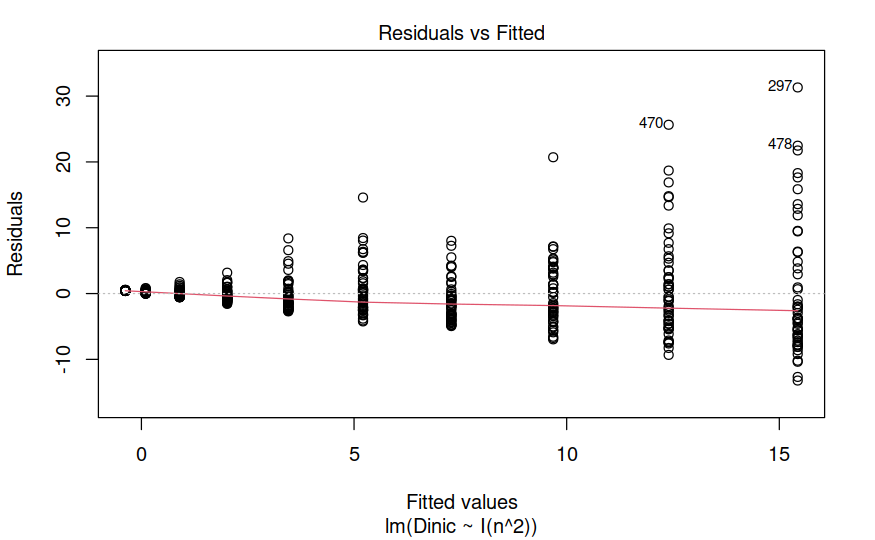 Residuals vs Fitted
Residuals
30
20
10
0
-10
297
470
478
0 5 10 15
Fitted values
lm(Dinic ~ I(n^2))